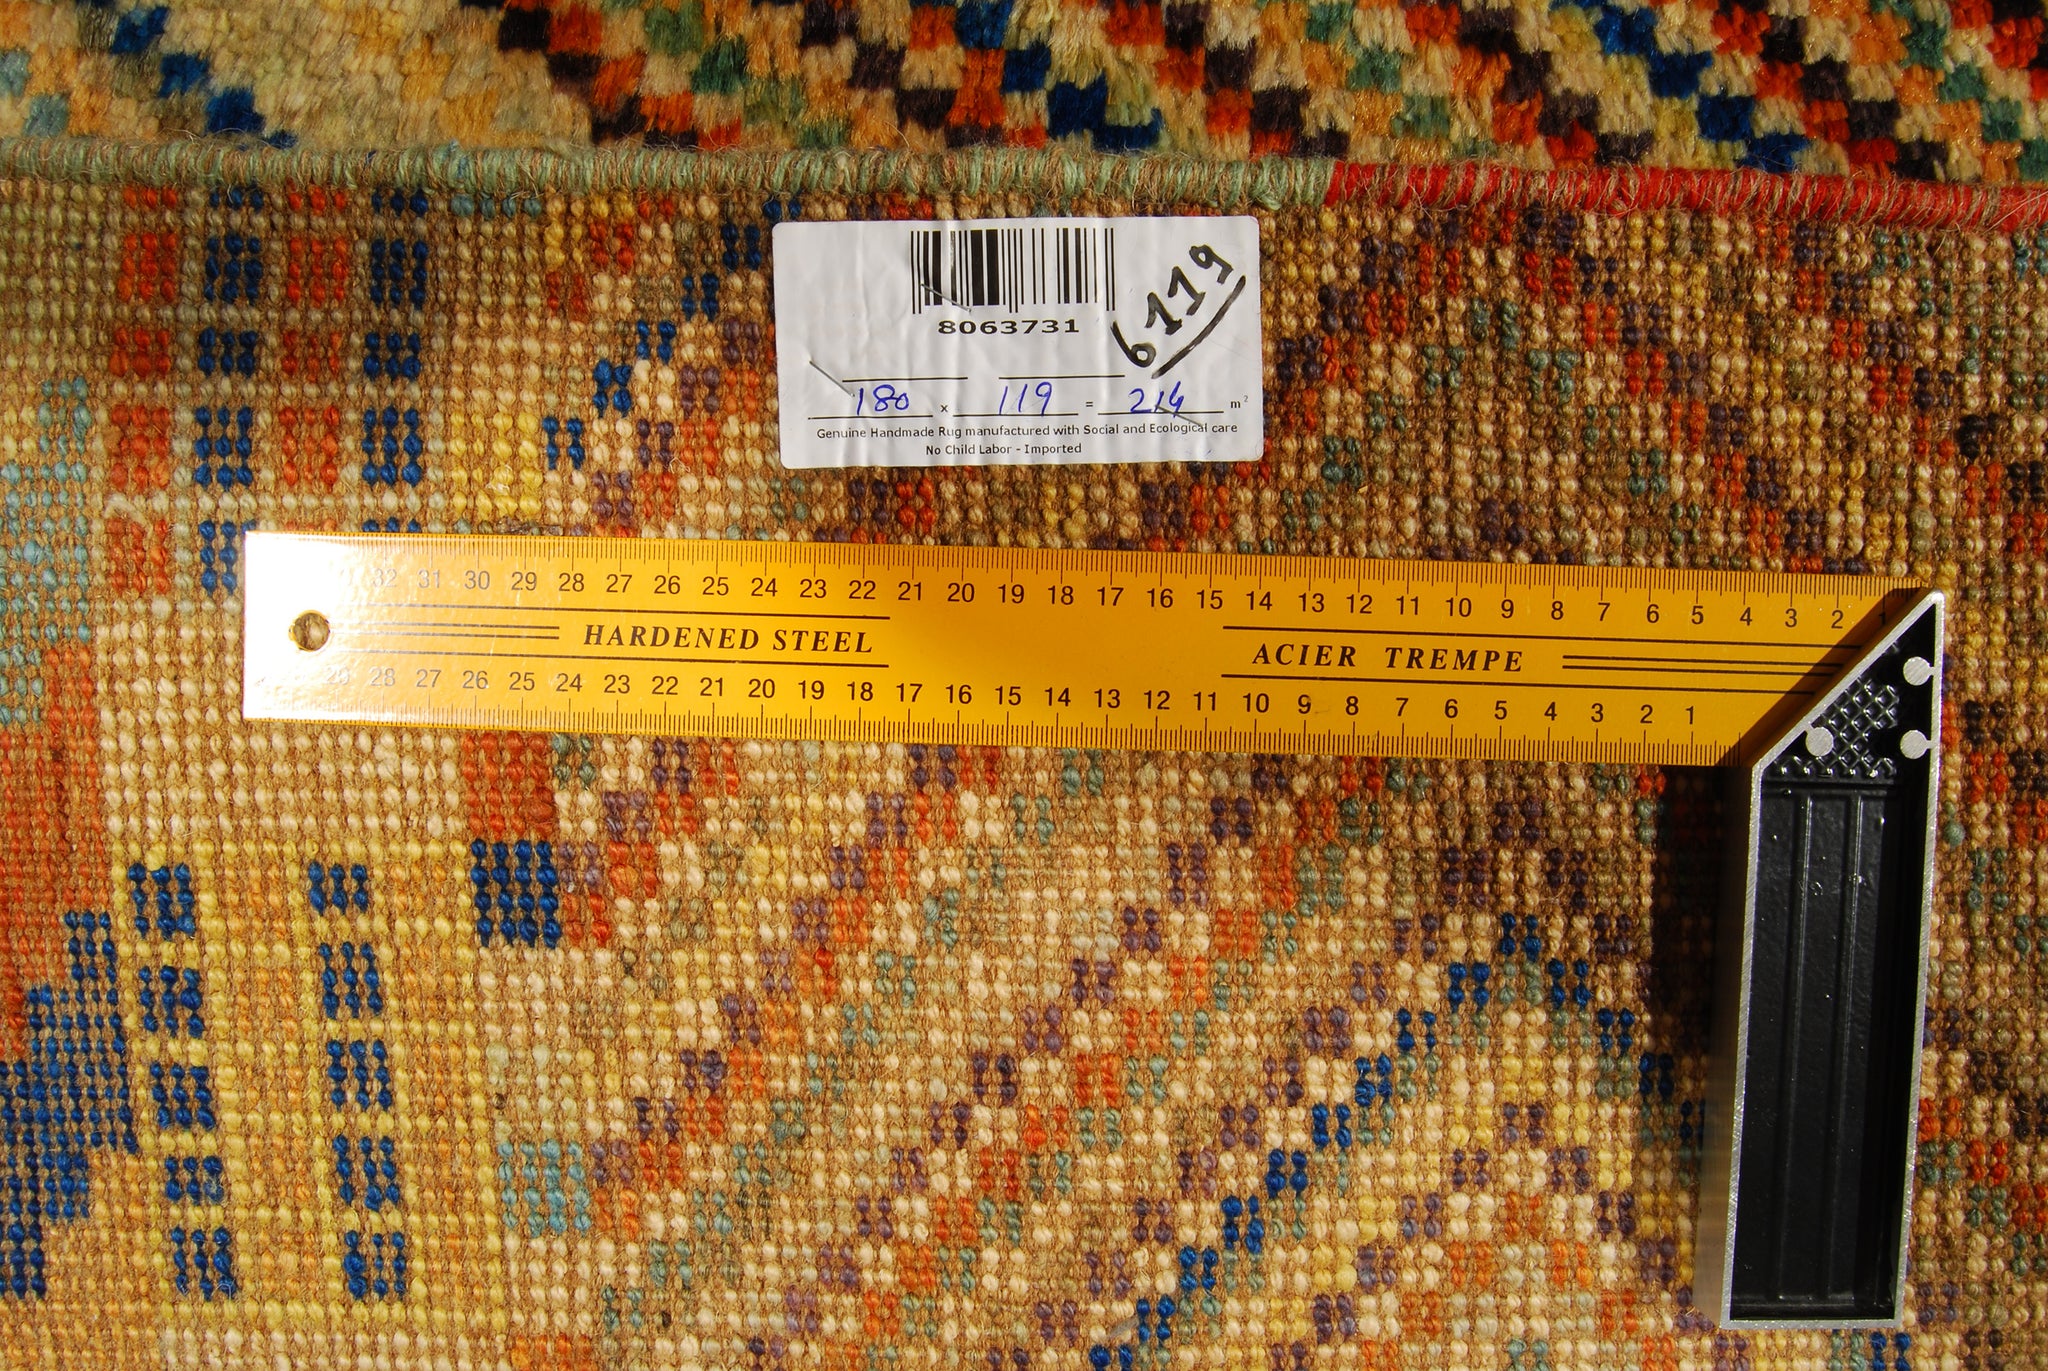 8063731
6119
180 x 119 = 214 m²
Genuine Handmade Rug manufactured with Social and Ecological care
No Child Labor - Imported
32 31 30 29 28 27 26 25 24 23 22 21 20 19 18 17 16 15 14 13 12 11 10 9 8 7 6 5 4 3 2 1
HARDENED STEEL ACIER TREMPE
29 28 27 26 25 24 23 22 21 20 19 18 17 16 15 14 13 12 11 10 9 8 7 6 5 4 3 2 1